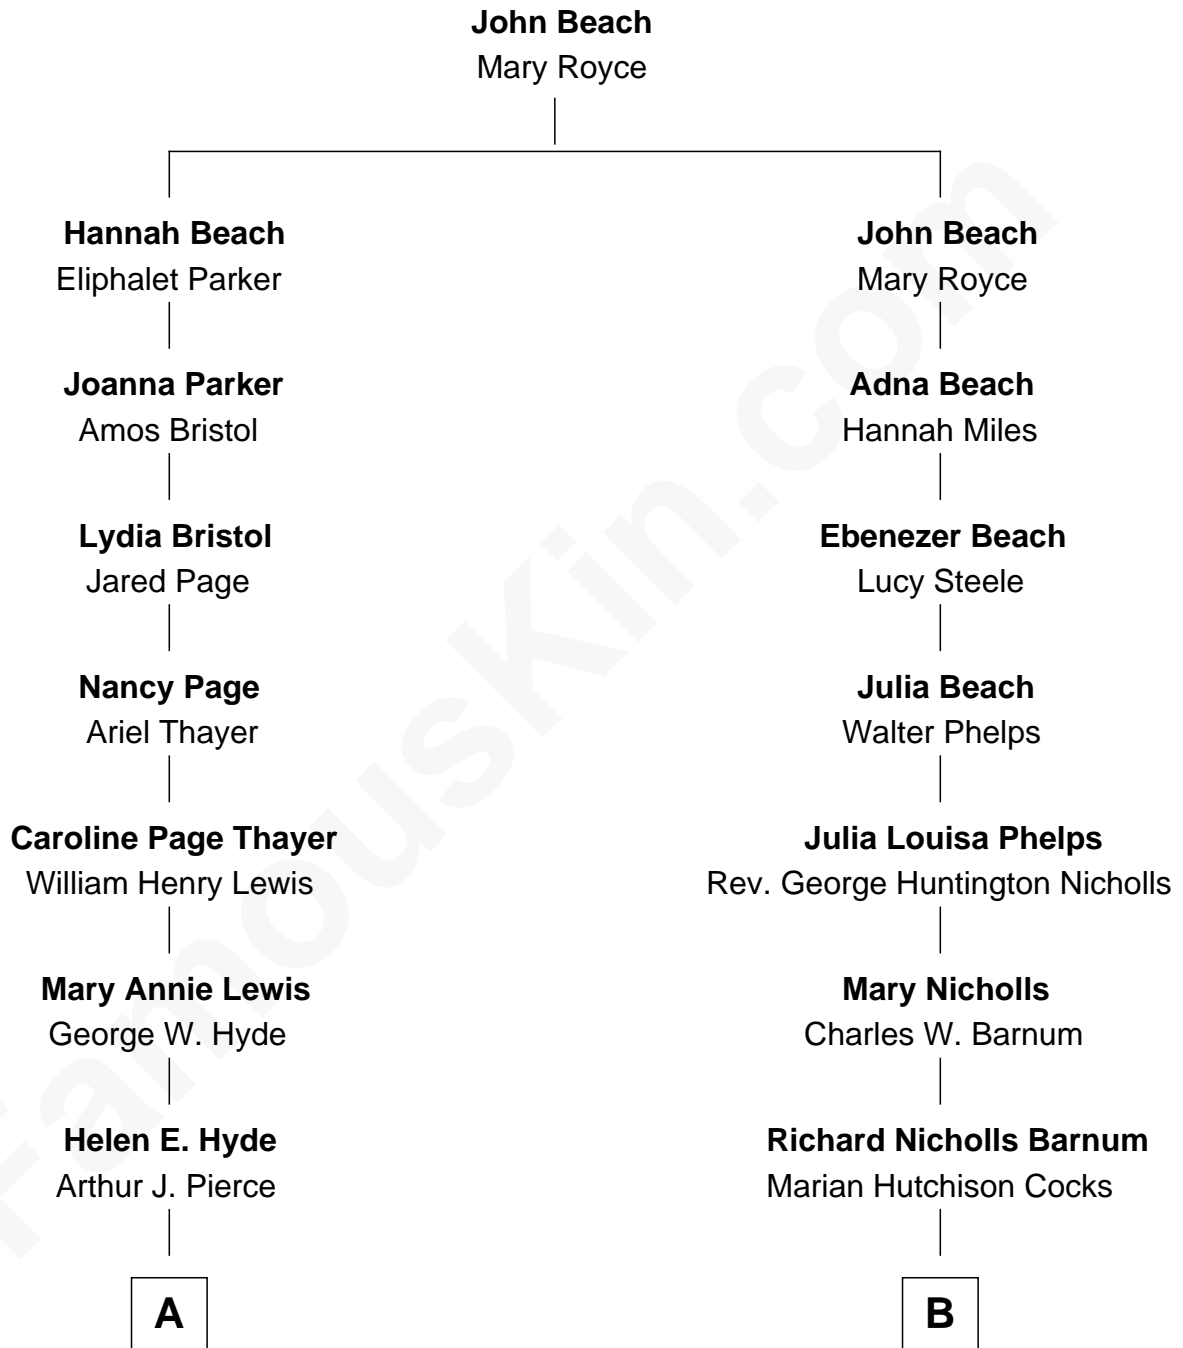 John Beach
Mary Royce
Hannah Beach
Eliphalet Parker
John Beach
Mary Royce
Joanna Parker
Amos Bristol
Adna Beach
Hannah Miles
Lydia Bristol
Jared Page
Ebenezer Beach
Lucy Steele
Nancy Page
Ariel Thayer
Julia Beach
Walter Phelps
Caroline Page Thayer
William Henry Lewis
Julia Louisa Phelps
Rev. George Huntington Nicholls
Mary Annie Lewis
George W. Hyde
Mary Nicholls
Charles W. Barnum
Helen E. Hyde
Arthur J. Pierce
Richard Nicholls Barnum
Marian Hutchison Cocks
A
B
FamousKin.com